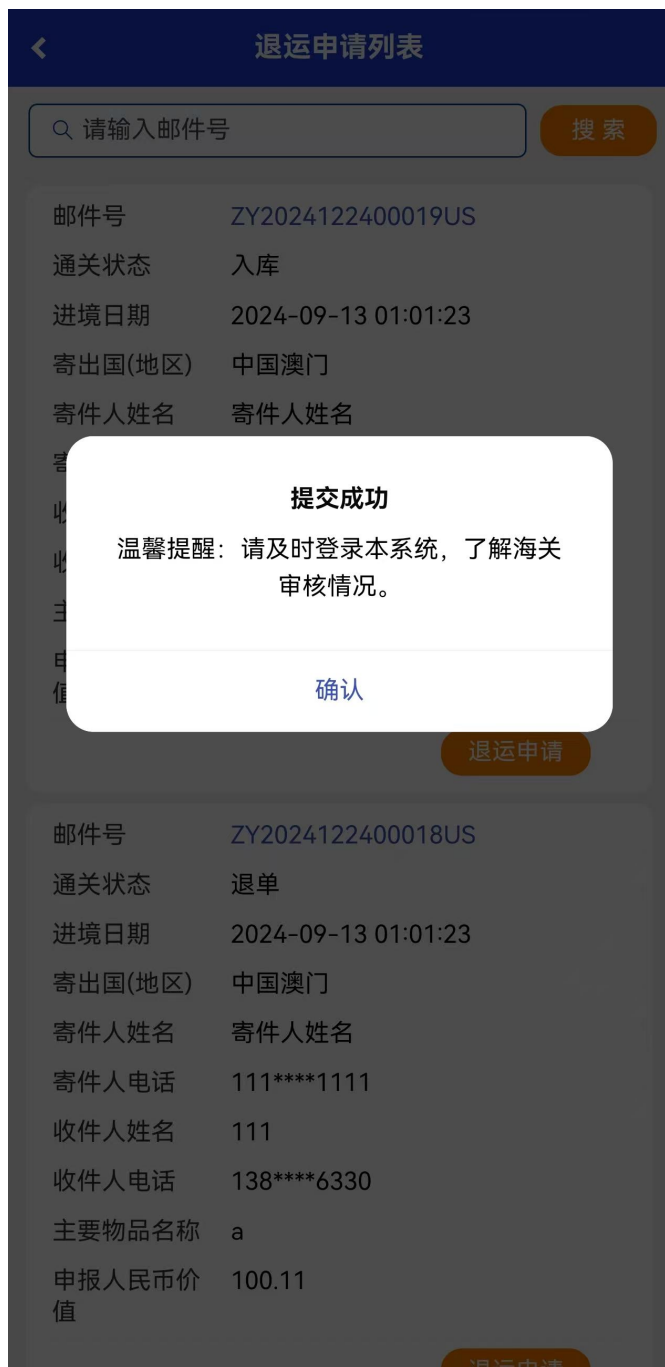 退运申请列表
请输入邮件号
搜索
邮件号 ZY2024122400019US
通关状态 入库
进境日期 2024-09-13 01:01:23
寄出国(地区) 中国澳门
寄件人姓名 寄件人姓名
提交成功
温馨提醒：请及时登录本系统，了解海关
审核情况。
确认
退运申请
邮件号 ZY2024122400018US
通关状态 退单
进境日期 2024-09-13 01:01:23
寄出国(地区) 中国澳门
寄件人姓名 寄件人姓名
寄件人电话 111****1111
收件人姓名 111
收件人电话 138****6330
主要物品名称 a
申报人民币价 100.11
值
退运申请